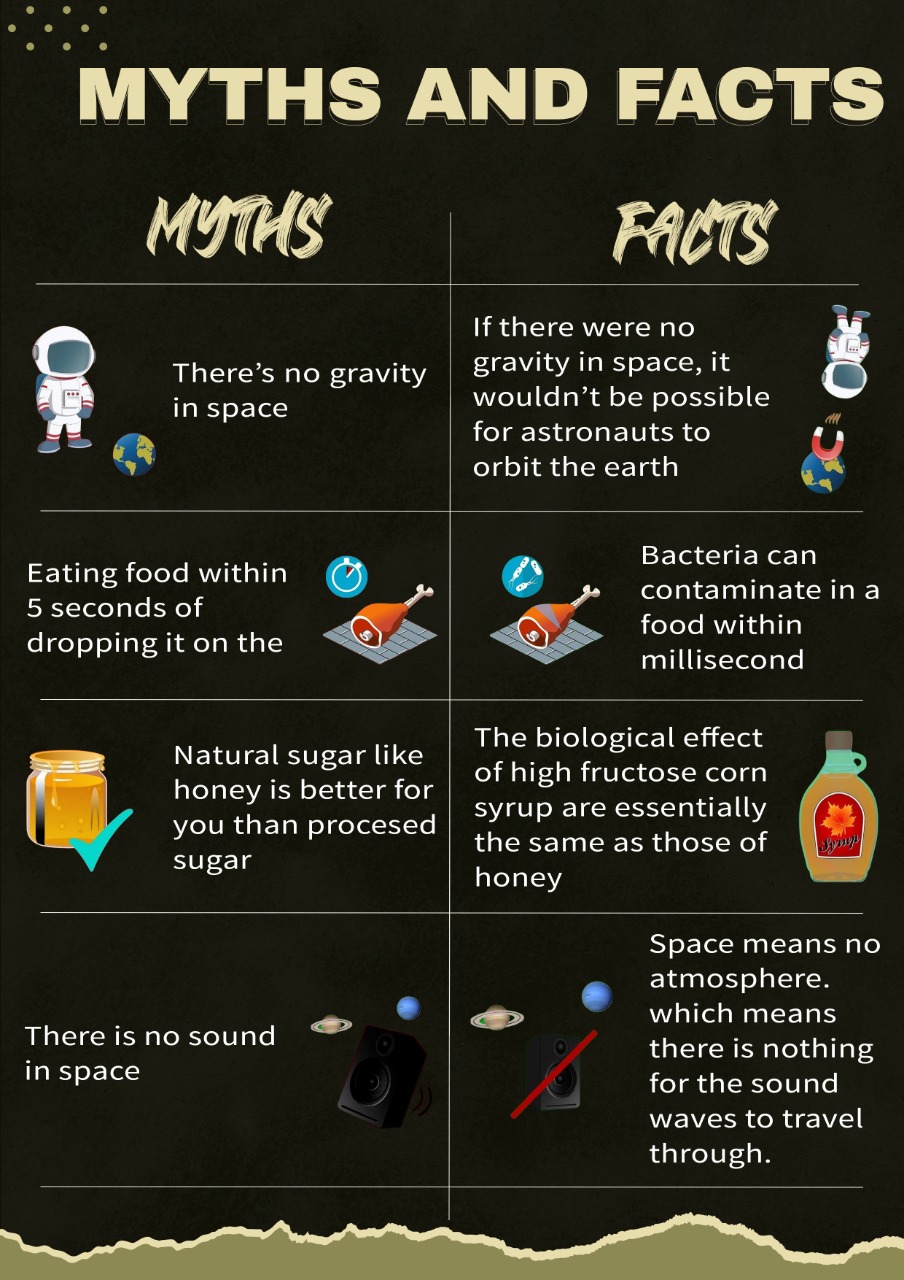 MYTHS AND FACTS
MYTHS
FACTS
There’s no gravity
in space
If there were no
gravity in space, it
wouldn’t be possible
for astronauts to
orbit the earth
Eating food within
5 seconds of
dropping it on the
Bacteria can
contaminate in a
food within
millisecond
Natural sugar like
honey is better for
you than procesed
sugar
The biological effect
of high fructose corn
syrup are essentially
the same as those of
honey
Syrup
There is no sound
in space
Space means no
atmosphere.
which means
there is nothing
for the sound
waves to travel
through.